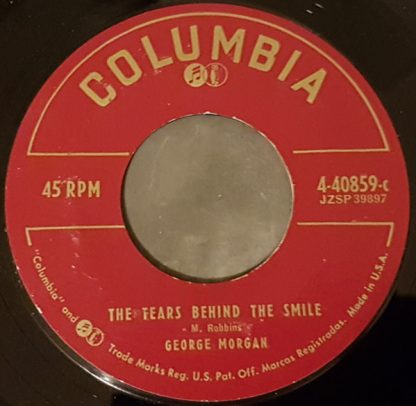 COLUMBIA
45 RPM
4-40859-c
JZSP 39897
THE TEARS BEHIND THE SMILE
- M. Robbins -
GEORGE MORGAN
"Columbia" and Trade Marks Reg. U.S. Pat. Off. Marcas Registradas. Made in U.S.A.